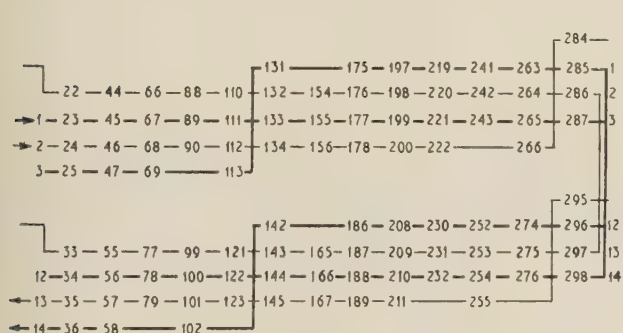 284
131 — 175 — 197 — 219 — 241 — 263 — 285 1
22 — 44 — 66 — 88 — 110 — 132 — 154 — 176 — 198 — 220 — 242 — 264 — 286 2
1 — 23 — 45 — 67 — 89 — 111 — 133 — 155 — 177 — 199 — 221 — 243 — 265 — 287 3
2 — 24 — 46 — 68 — 90 — 112 — 134 — 156 — 178 — 200 — 222 — 266
3 — 25 — 47 — 69 — 113
295
142 — 186 — 208 — 230 — 252 — 274 — 296 12
33 — 55 — 77 — 99 — 121 — 143 — 165 — 187 — 209 — 231 — 253 — 275 — 297 13
12 — 34 — 56 — 78 — 100 — 122 — 144 — 166 — 188 — 210 — 232 — 254 — 276 — 298 14
13 — 35 — 57 — 79 — 101 — 123 — 145 — 167 — 189 — 211 — 255
14 — 36 — 58 — 102